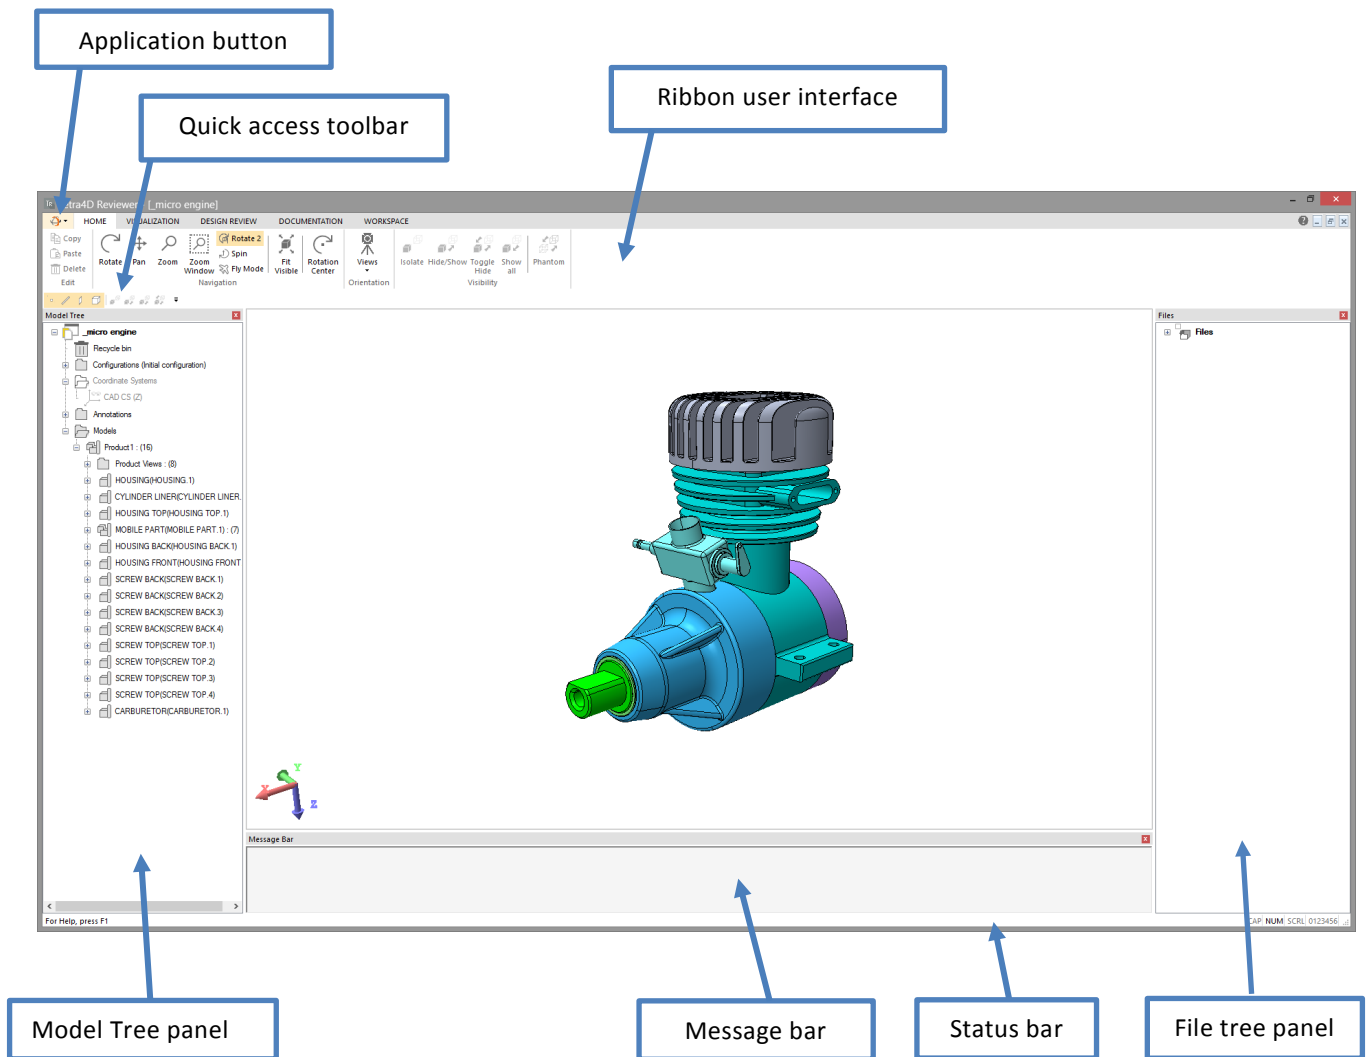 Application button
Ribbon user interface
Quick access toolbar
etra4D Reviewer - [_micro engine]
HOME VISUALIZATION DESIGN REVIEW DOCUMENTATION WORKSPACE
Copy
Paste
Delete
Edit
Rotate
Pan
Zoom
Zoom
Window
Rotate 2
Spin
Fly Mode
Fit
Visible
Rotation
Center
Navigation
Views
Orientation
Isolate
Hide/Show
Toggle
Hide
Show
all
Phantom
Visibility
Model Tree
_micro engine
Recycle bin
Configurations (Initial configuration)
Coordinate Systems
CAD CS (Z)
Annotations
Models
Product1 : (16)
Product Views : (8)
HOUSING(HOUSING.1)
CYLINDER LINER(CYLINDER LINER.
HOUSING TOP(HOUSING TOP.1)
MOBILE PART(MOBILE PART.1) : (7)
HOUSING BACK(HOUSING BACK.1)
HOUSING FRONT(HOUSING FRONT
SCREW BACK(SCREW BACK.1)
SCREW BACK(SCREW BACK.2)
SCREW BACK(SCREW BACK.3)
SCREW BACK(SCREW BACK.4)
SCREW TOP(SCREW TOP.1)
SCREW TOP(SCREW TOP.2)
SCREW TOP(SCREW TOP.3)
SCREW TOP(SCREW TOP.4)
CARBURETOR(CARBURETOR.1)
X
Y
Z
Files
Files
Message Bar
For Help, press F1
CAP NUM SCRL 0123456
Model Tree panel
Message bar
Status bar
File tree panel